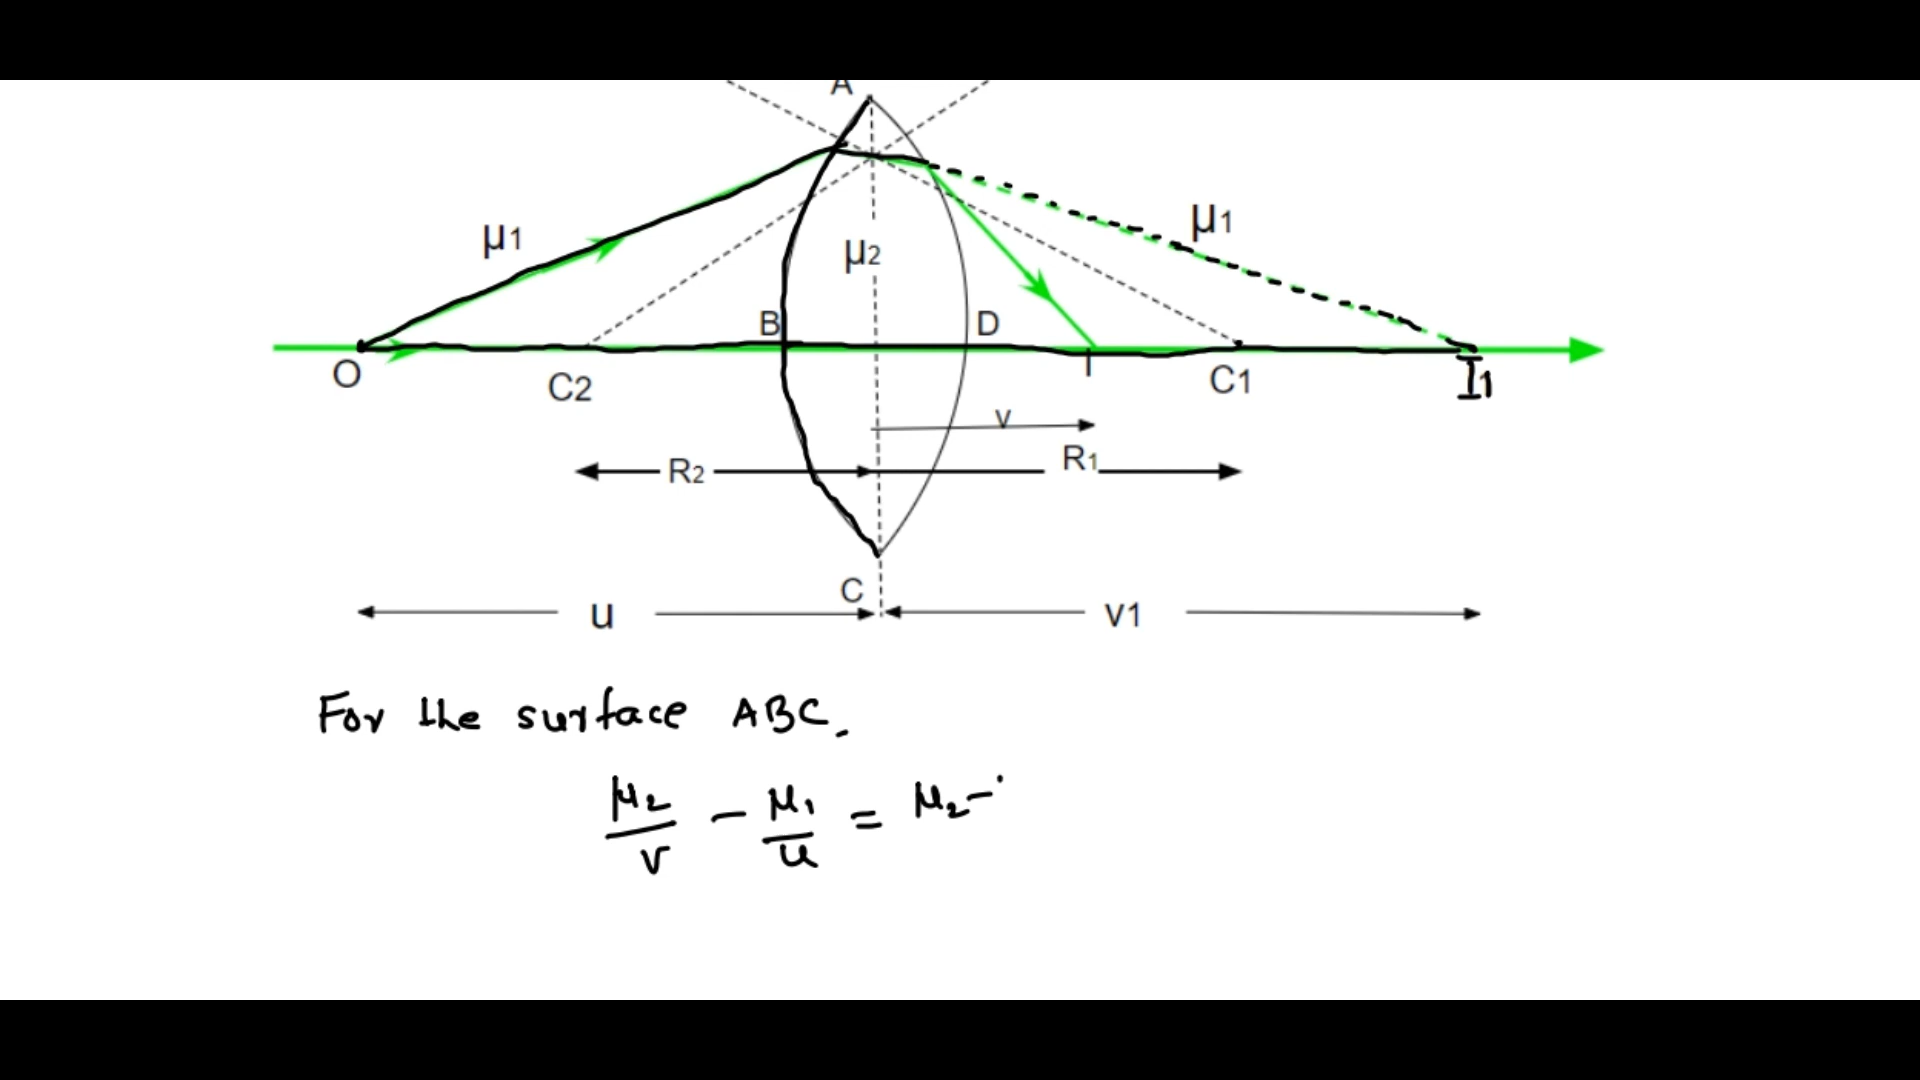 A
μ1
μ1
μ2
B
D
O
C2
I
C1
I1
v
R2
R1
C
u
v1
For the surface ABC.
μ2/v - μ1/u = μ2-